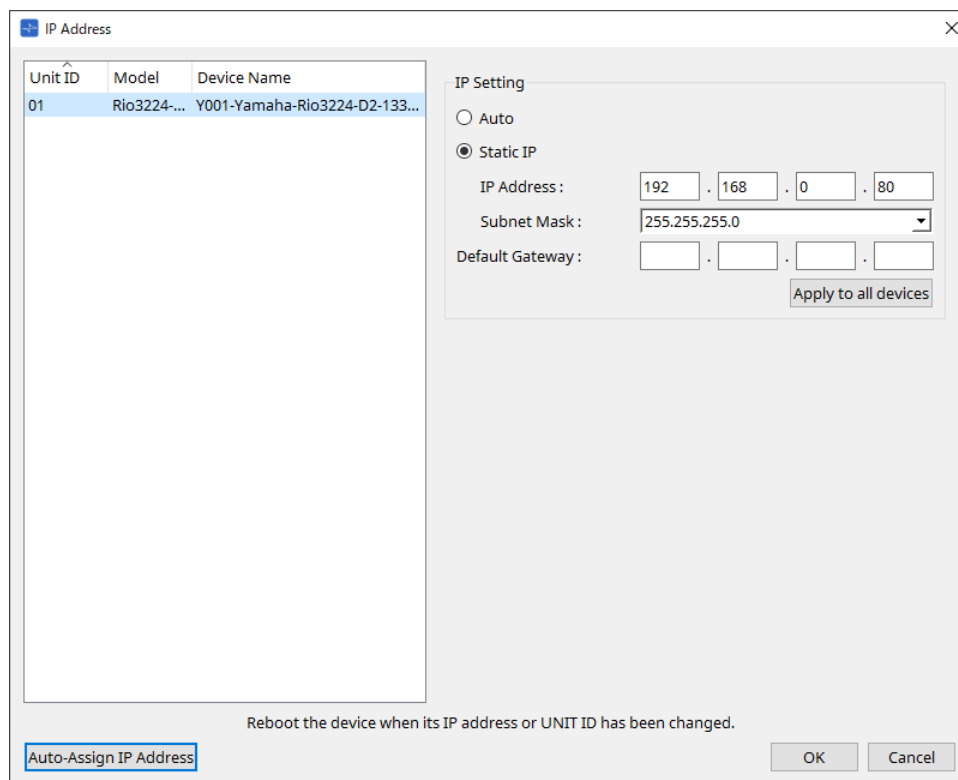 IP Address
Unit ID Model Device Name
01 Rio3224-... Y001-Yamaha-Rio3224-D2-133...
IP Setting
Auto
Static IP
IP Address : 192 . 168 . 0 . 80
Subnet Mask : 255.255.255.0
Default Gateway : . . .
Apply to all devices
Reboot the device when its IP address or UNIT ID has been changed.
Auto-Assign IP Address OK Cancel